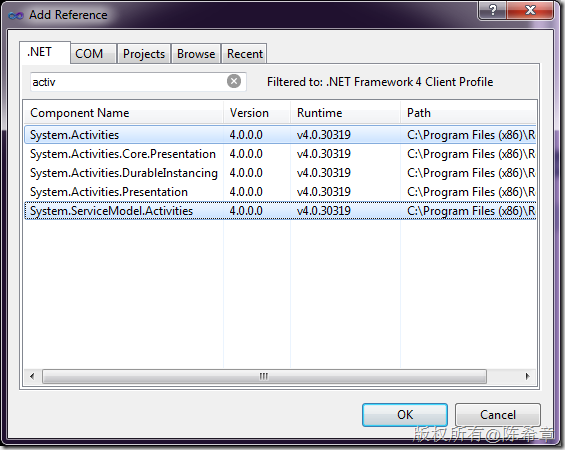 Add Reference
.NET COM Projects Browse Recent
activ Filtered to: .NET Framework 4 Client Profile
Component Name Version Runtime Path
System.Activities 4.0.0.0 v4.0.30319 C:\Program Files (x86)\R
System.Activities.Core.Presentation 4.0.0.0 v4.0.30319 C:\Program Files (x86)\R
System.Activities.DurableInstancing 4.0.0.0 v4.0.30319 C:\Program Files (x86)\R
System.Activities.Presentation 4.0.0.0 v4.0.30319 C:\Program Files (x86)\R
System.ServiceModel.Activities 4.0.0.0 v4.0.30319 C:\Program Files (x86)\R
OK Cancel
版权所有@陈希章